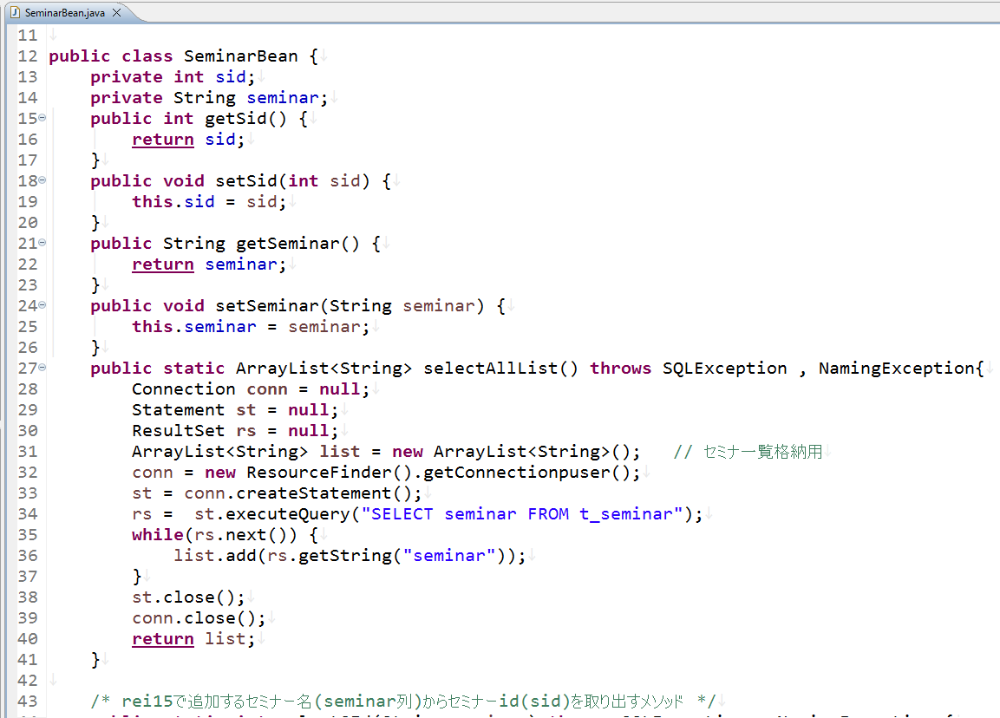 SeminarBean.java
11
12 public class SeminarBean {
13     private int sid;
14     private String seminar;
15     public int getSid() {
16         return sid;
17     }
18     public void setSid(int sid) {
19         this.sid = sid;
20     }
21     public String getSeminar() {
22         return seminar;
23     }
24     public void setSeminar(String seminar) {
25         this.seminar = seminar;
26     }
27     public static ArrayList<String> selectAllList() throws SQLException , NamingException{
28         Connection conn = null;
29         Statement st = null;
30         ResultSet rs = null;
31         ArrayList<String> list = new ArrayList<String>();   // セミナ一覧格納用
32         conn = new ResourceFinder().getConnectionpuser();
33         st = conn.createStatement();
34         rs =  st.executeQuery("SELECT seminar FROM t_seminar");
35         while(rs.next()) {
36             list.add(rs.getString("seminar"));
37         }
38         st.close();
39         conn.close();
40         return list;
41     }
42
43     /* rei15で追加するセミナー名(seminar列)からセミナーid(sid)を取り出すメソッド */